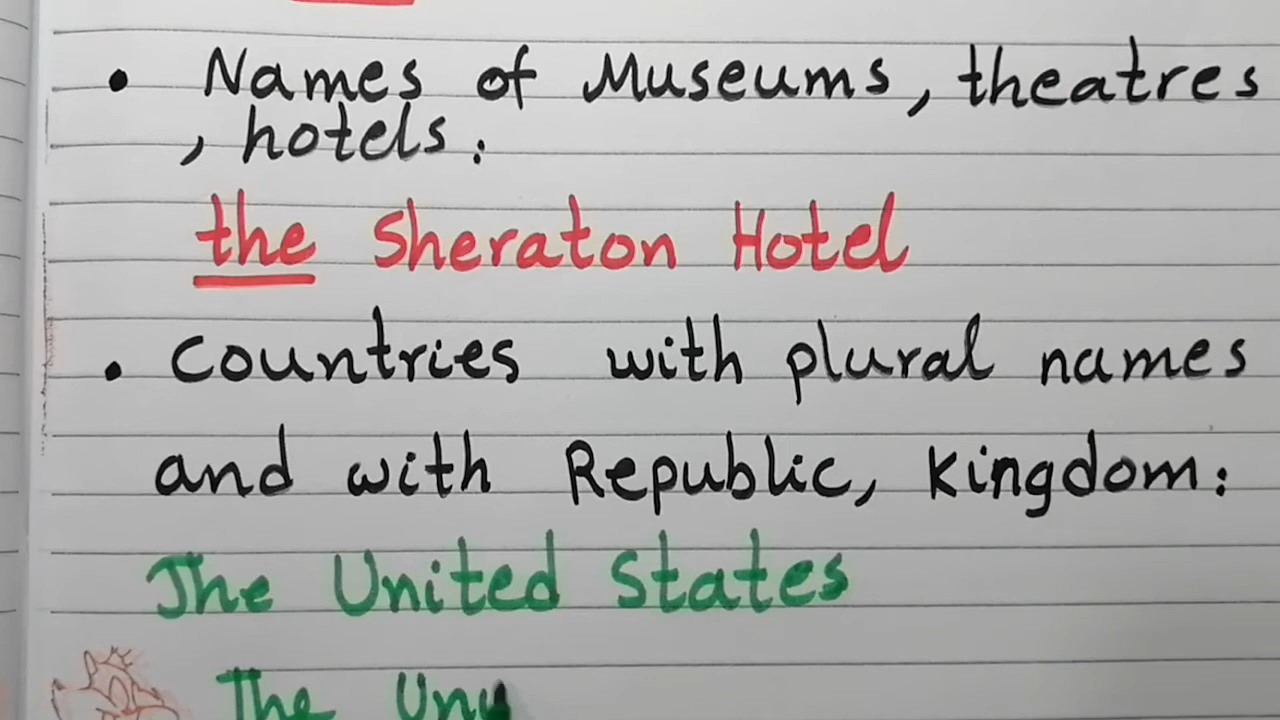 • Names of Museums, theatres
, hotels:
the Sheraton Hotel
• Countries with plural names
and with Republic, Kingdom:
The United States
The